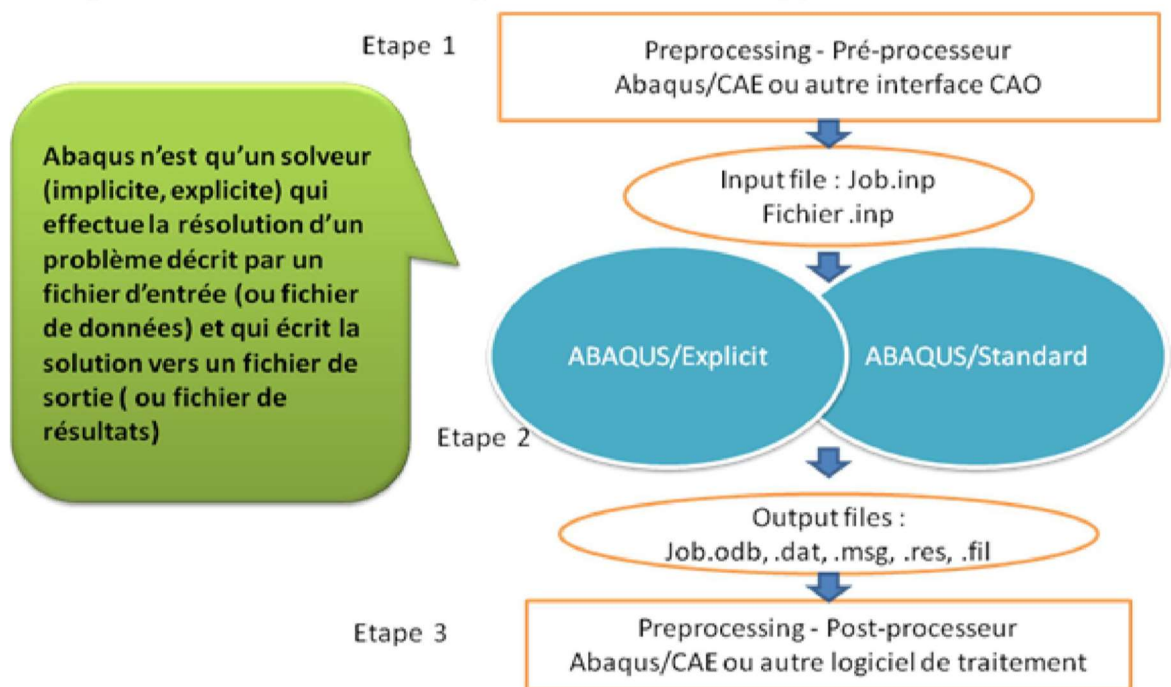 Etape 1
Preprocessing - Pré-processeur
Abaqus/CAE ou autre interface CAO
Abaqus n'est qu'un solveur
(implicite, explicite) qui
effectue la résolution d'un
problème décrit par un
fichier d'entrée (ou fichier
de données) et qui écrit la
solution vers un fichier de
sortie ( ou fichier de
résultats)
Input file : Job.inp
Fichier .inp
ABAQUS/Explicit
ABAQUS/Standard
Etape 2
Output files :
Job.odb, .dat, .msg, .res, .fil
Etape 3
Preprocessing - Post-processeur
Abaqus/CAE ou autre logiciel de traitement